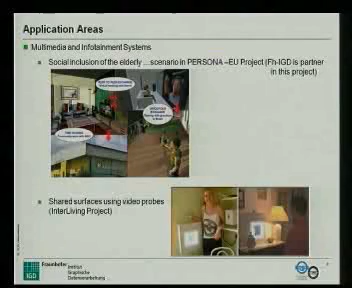 Application Areas
Multimedia and Infotainment Systems
Social inclusion of the elderly ... scenario in PERSONA –EU Project (Fh-IGD is partner
in this project)
Shared surfaces using video probes
(InterLiving Project)
IGD
Fraunhofer Institut
Graphische
Datenverarbeitung